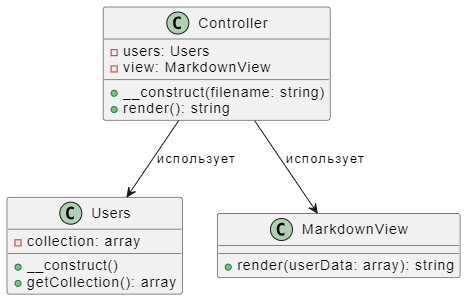 C Controller
users: Users
view: MarkdownView
__construct(filename: string)
render(): string
использует
использует
C Users
collection: array
__construct()
getCollection(): array
C MarkdownView
render(userData: array): string